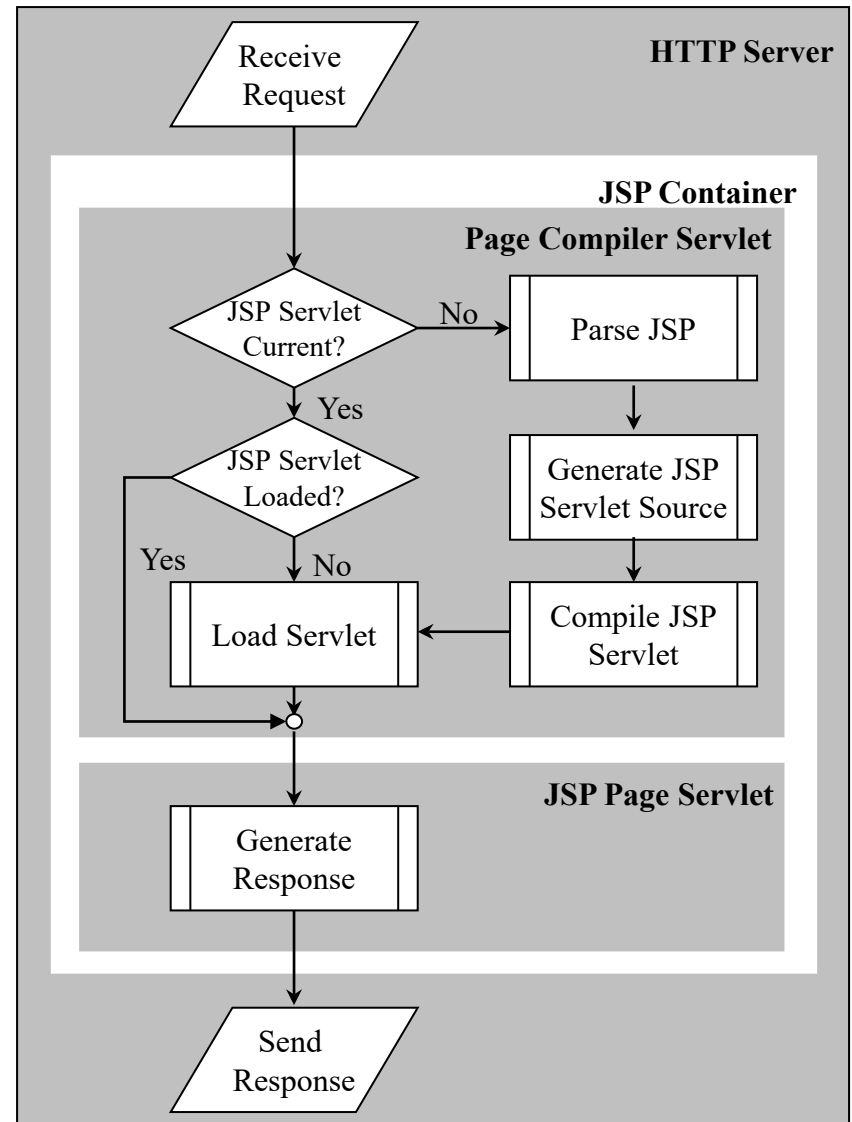 HTTP Server
Receive
Request
JSP Container
Page Compiler Servlet
JSP Servlet
Current?
No
Parse JSP
Yes
JSP Servlet
Loaded?
Generate JSP
Servlet Source
Yes
No
Load Servlet
Compile JSP
Servlet
JSP Page Servlet
Generate
Response
Send
Response